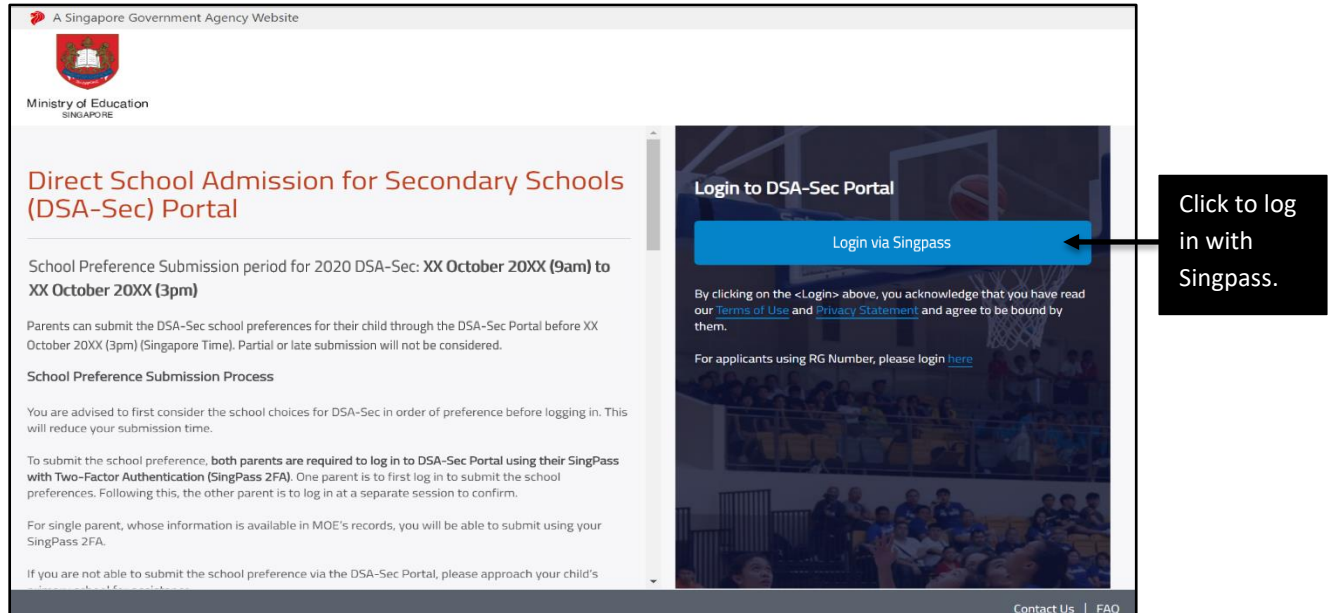 A Singapore Government Agency Website
Ministry of Education
SINGAPORE
Direct School Admission for Secondary Schools
(DSA-Sec) Portal
School Preference Submission period for 2020 DSA-Sec: XX October 20XX (9am) to
XX October 20XX (3pm)
Parents can submit the DSA-Sec school preferences for their child through the DSA-Sec Portal before XX
October 20XX (3pm) (Singapore Time). Partial or late submission will not be considered.
School Preference Submission Process
You are advised to first consider the school choices for DSA-Sec in order of preference before logging in. This
will reduce your submission time.
To submit the school preference, both parents are required to log in to DSA-Sec Portal using their SingPass
with Two-Factor Authentication (SingPass 2FA). One parent is to first log in to submit the school
preferences. Following this, the other parent is to log in at a separate session to confirm.
For single parent, whose information is available in MOE's records, you will be able to submit using your
SingPass 2FA.
If you are not able to submit the school preference via the DSA-Sec Portal, please approach your child's
Login to DSA-Sec Portal
Login via Singpass
By clicking on the <Login> above, you acknowledge that you have read
our Terms of Use and Privacy Statement and agree to be bound by
them.
For applicants using RG Number, please login here
Click to log
in with
Singpass.
Contact Us | FAQ